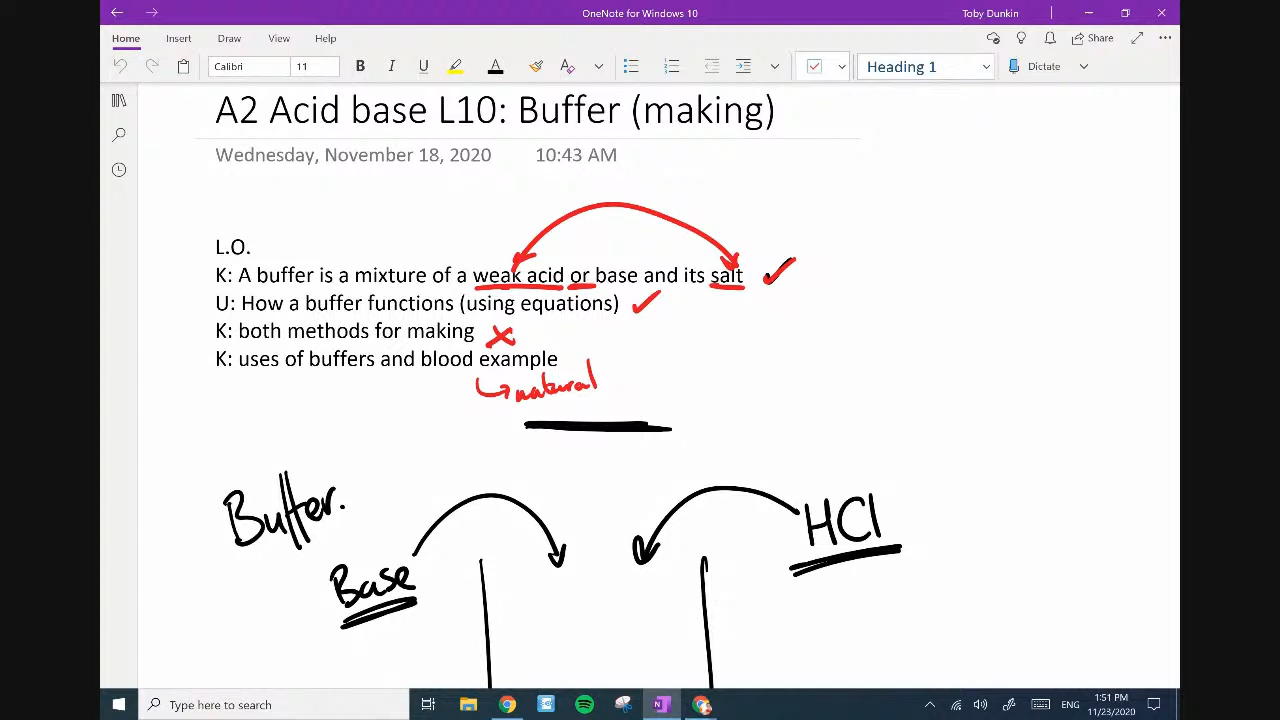 OneNote for Windows 10
Toby Dunkin
Home Insert Draw View Help
Share
Calibri 11 B I U A Heading 1 Dictate
A2 Acid base L10: Buffer (making)
Wednesday, November 18, 2020 10:43 AM
L.O.
K: A buffer is a mixture of a weak acid or base and its salt
U: How a buffer functions (using equations)
K: both methods for making
K: uses of buffers and blood example
natural
Buffer.
HCl
Base
Type here to search
1:51 PM
11/23/2020